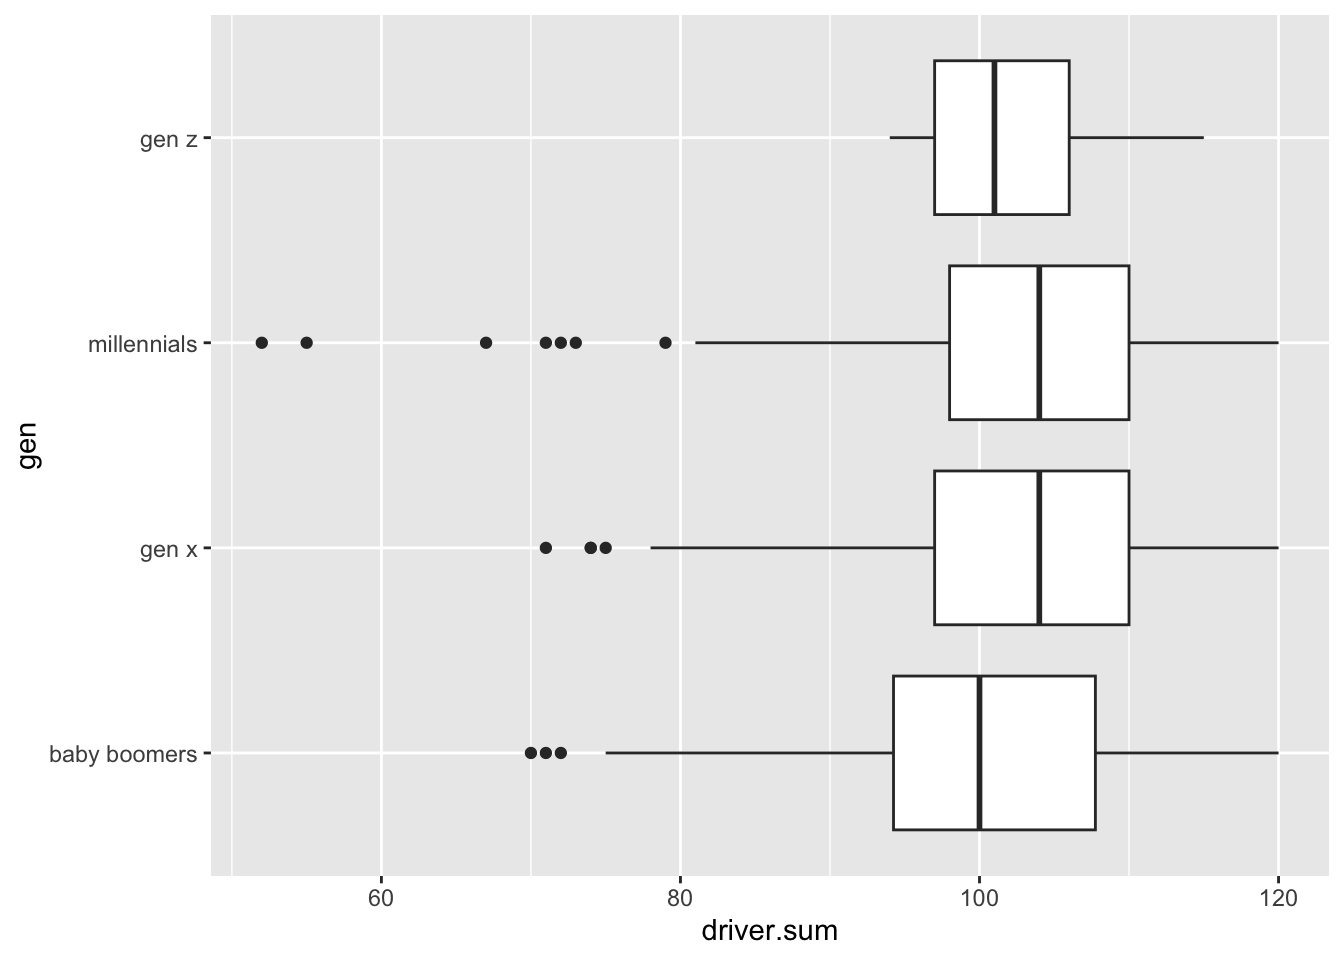 gen z
millennials
gen x
baby boomers
gen
60 80 100 120
driver.sum